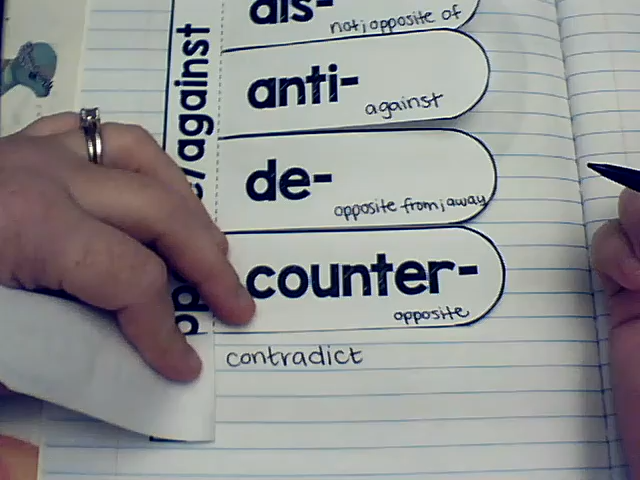 dis-
not; opposite of
/against
anti-
against
de-
opposite from; away
counter-
opposite
contradict